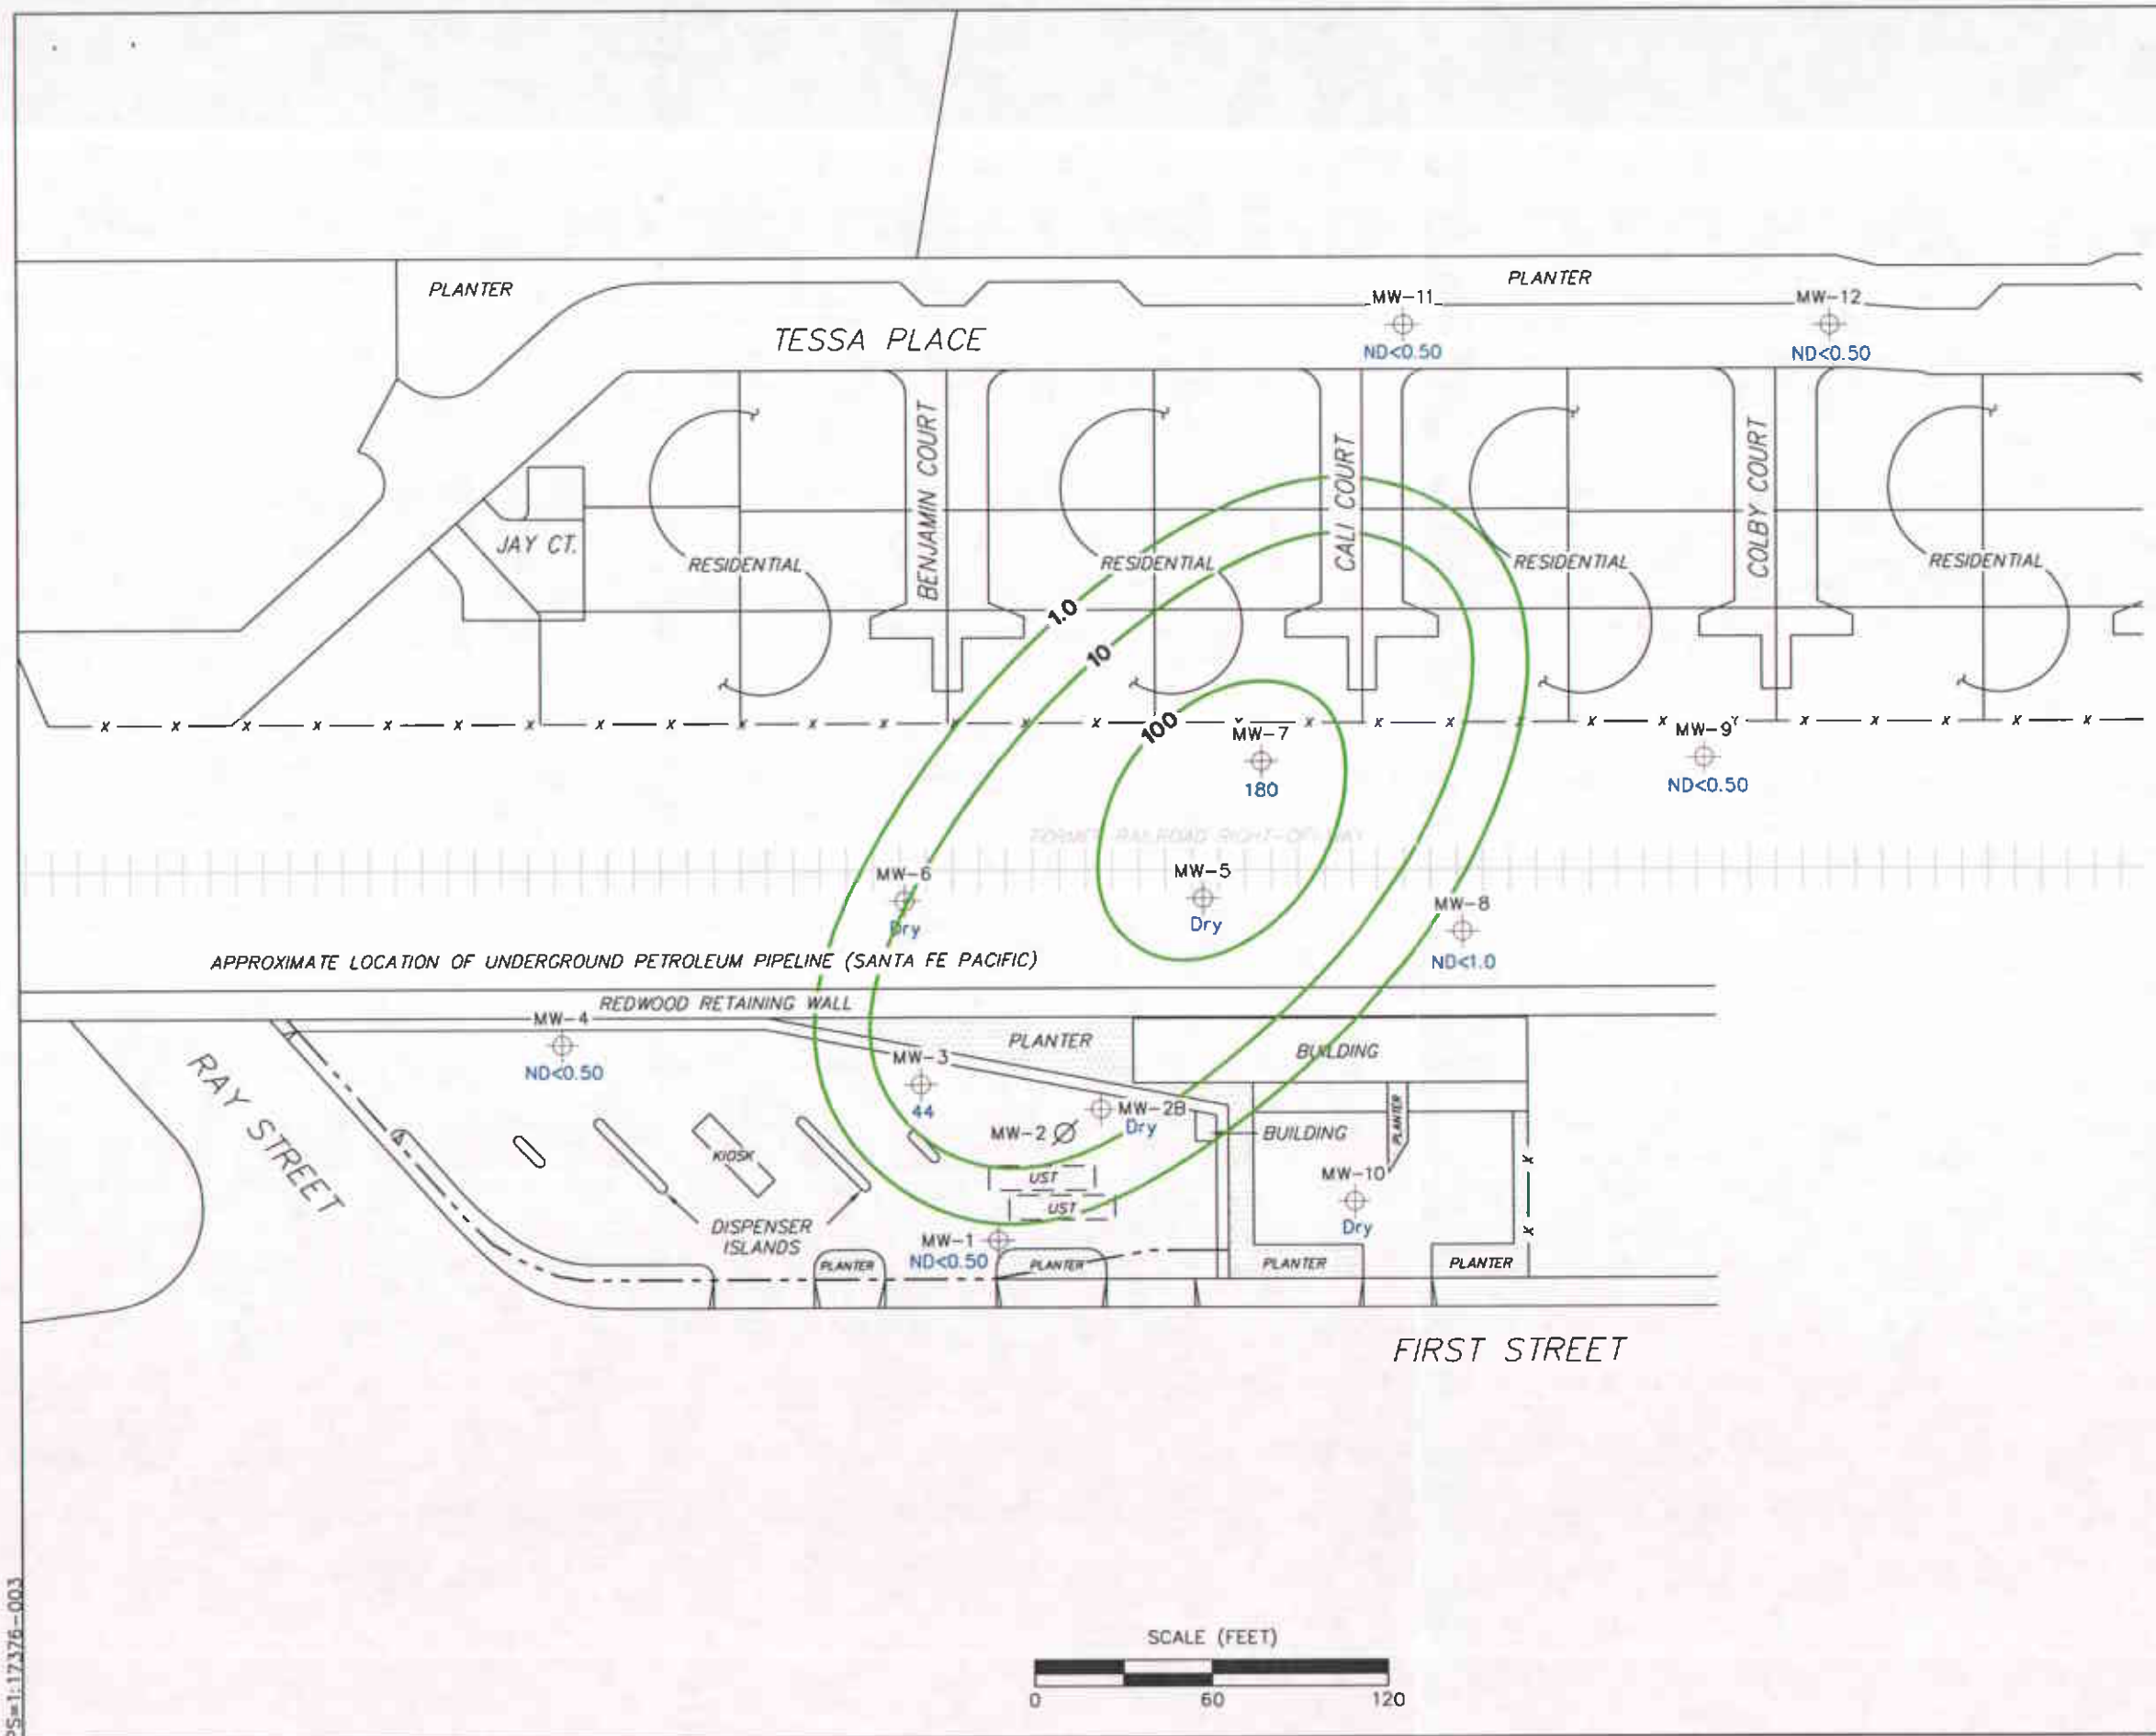 PLANTER
PLANTER
MW-11
MW-12
TESSA PLACE
ND<0.50
ND<0.50
BENJAMIN COURT
CALI COURT
COLBY COURT
JAY CT.
RESIDENTIAL
RESIDENTIAL
RESIDENTIAL
RESIDENTIAL
1.0
10
100
MW-7
180
MW-9
ND<0.50
FORMER RAILROAD RIGHT-OF-WAY
MW-6
Dry
MW-5
Dry
MW-8
ND<1.0
APPROXIMATE LOCATION OF UNDERGROUND PETROLEUM PIPELINE (SANTA FE PACIFIC)
REDWOOD RETAINING WALL
MW-4
ND<0.50
RAY STREET
PLANTER
BUILDING
MW-3
44
MW-2B
Dry
MW-2
BUILDING
PLANTER
KIOSK
UST
UST
MW-10
Dry
DISPENSER
ISLANDS
MW-1
ND<0.50
PLANTER
PLANTER
PLANTER
PLANTER
FIRST STREET
SCALE (FEET)
0
60
120
PS=1:17376-003